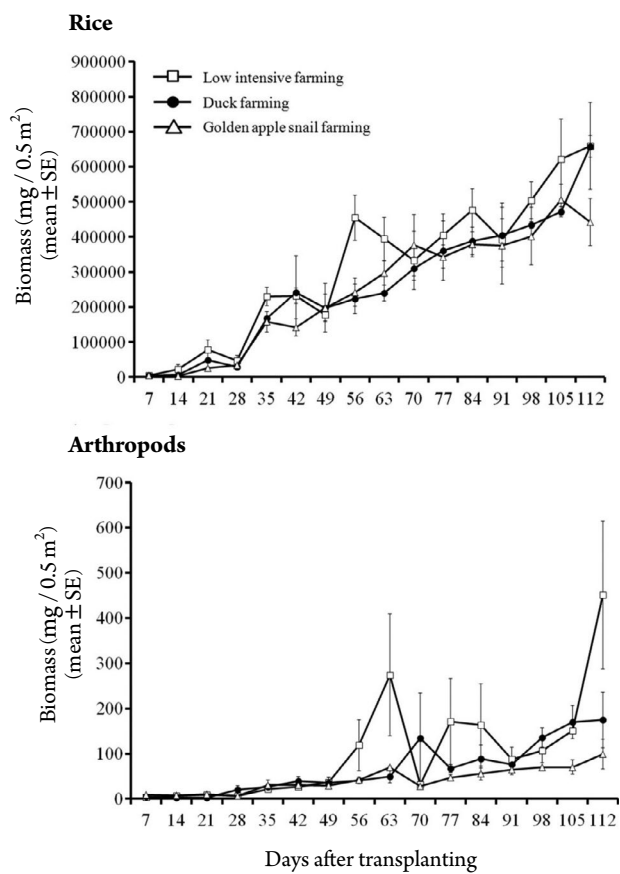 Rice
900000
800000
700000
600000
500000
400000
300000
200000
100000
0
Biomass (mg / 0.5 m²)
(mean ± SE)
Low intensive farming
Duck farming
Golden apple snail farming
7 14 21 28 35 42 49 56 63 70 77 84 91 98 105 112
Arthropods
700
600
500
400
300
200
100
0
Biomass (mg / 0.5 m²)
(mean ± SE)
7 14 21 28 35 42 49 56 63 70 77 84 91 98 105 112
Days after transplanting